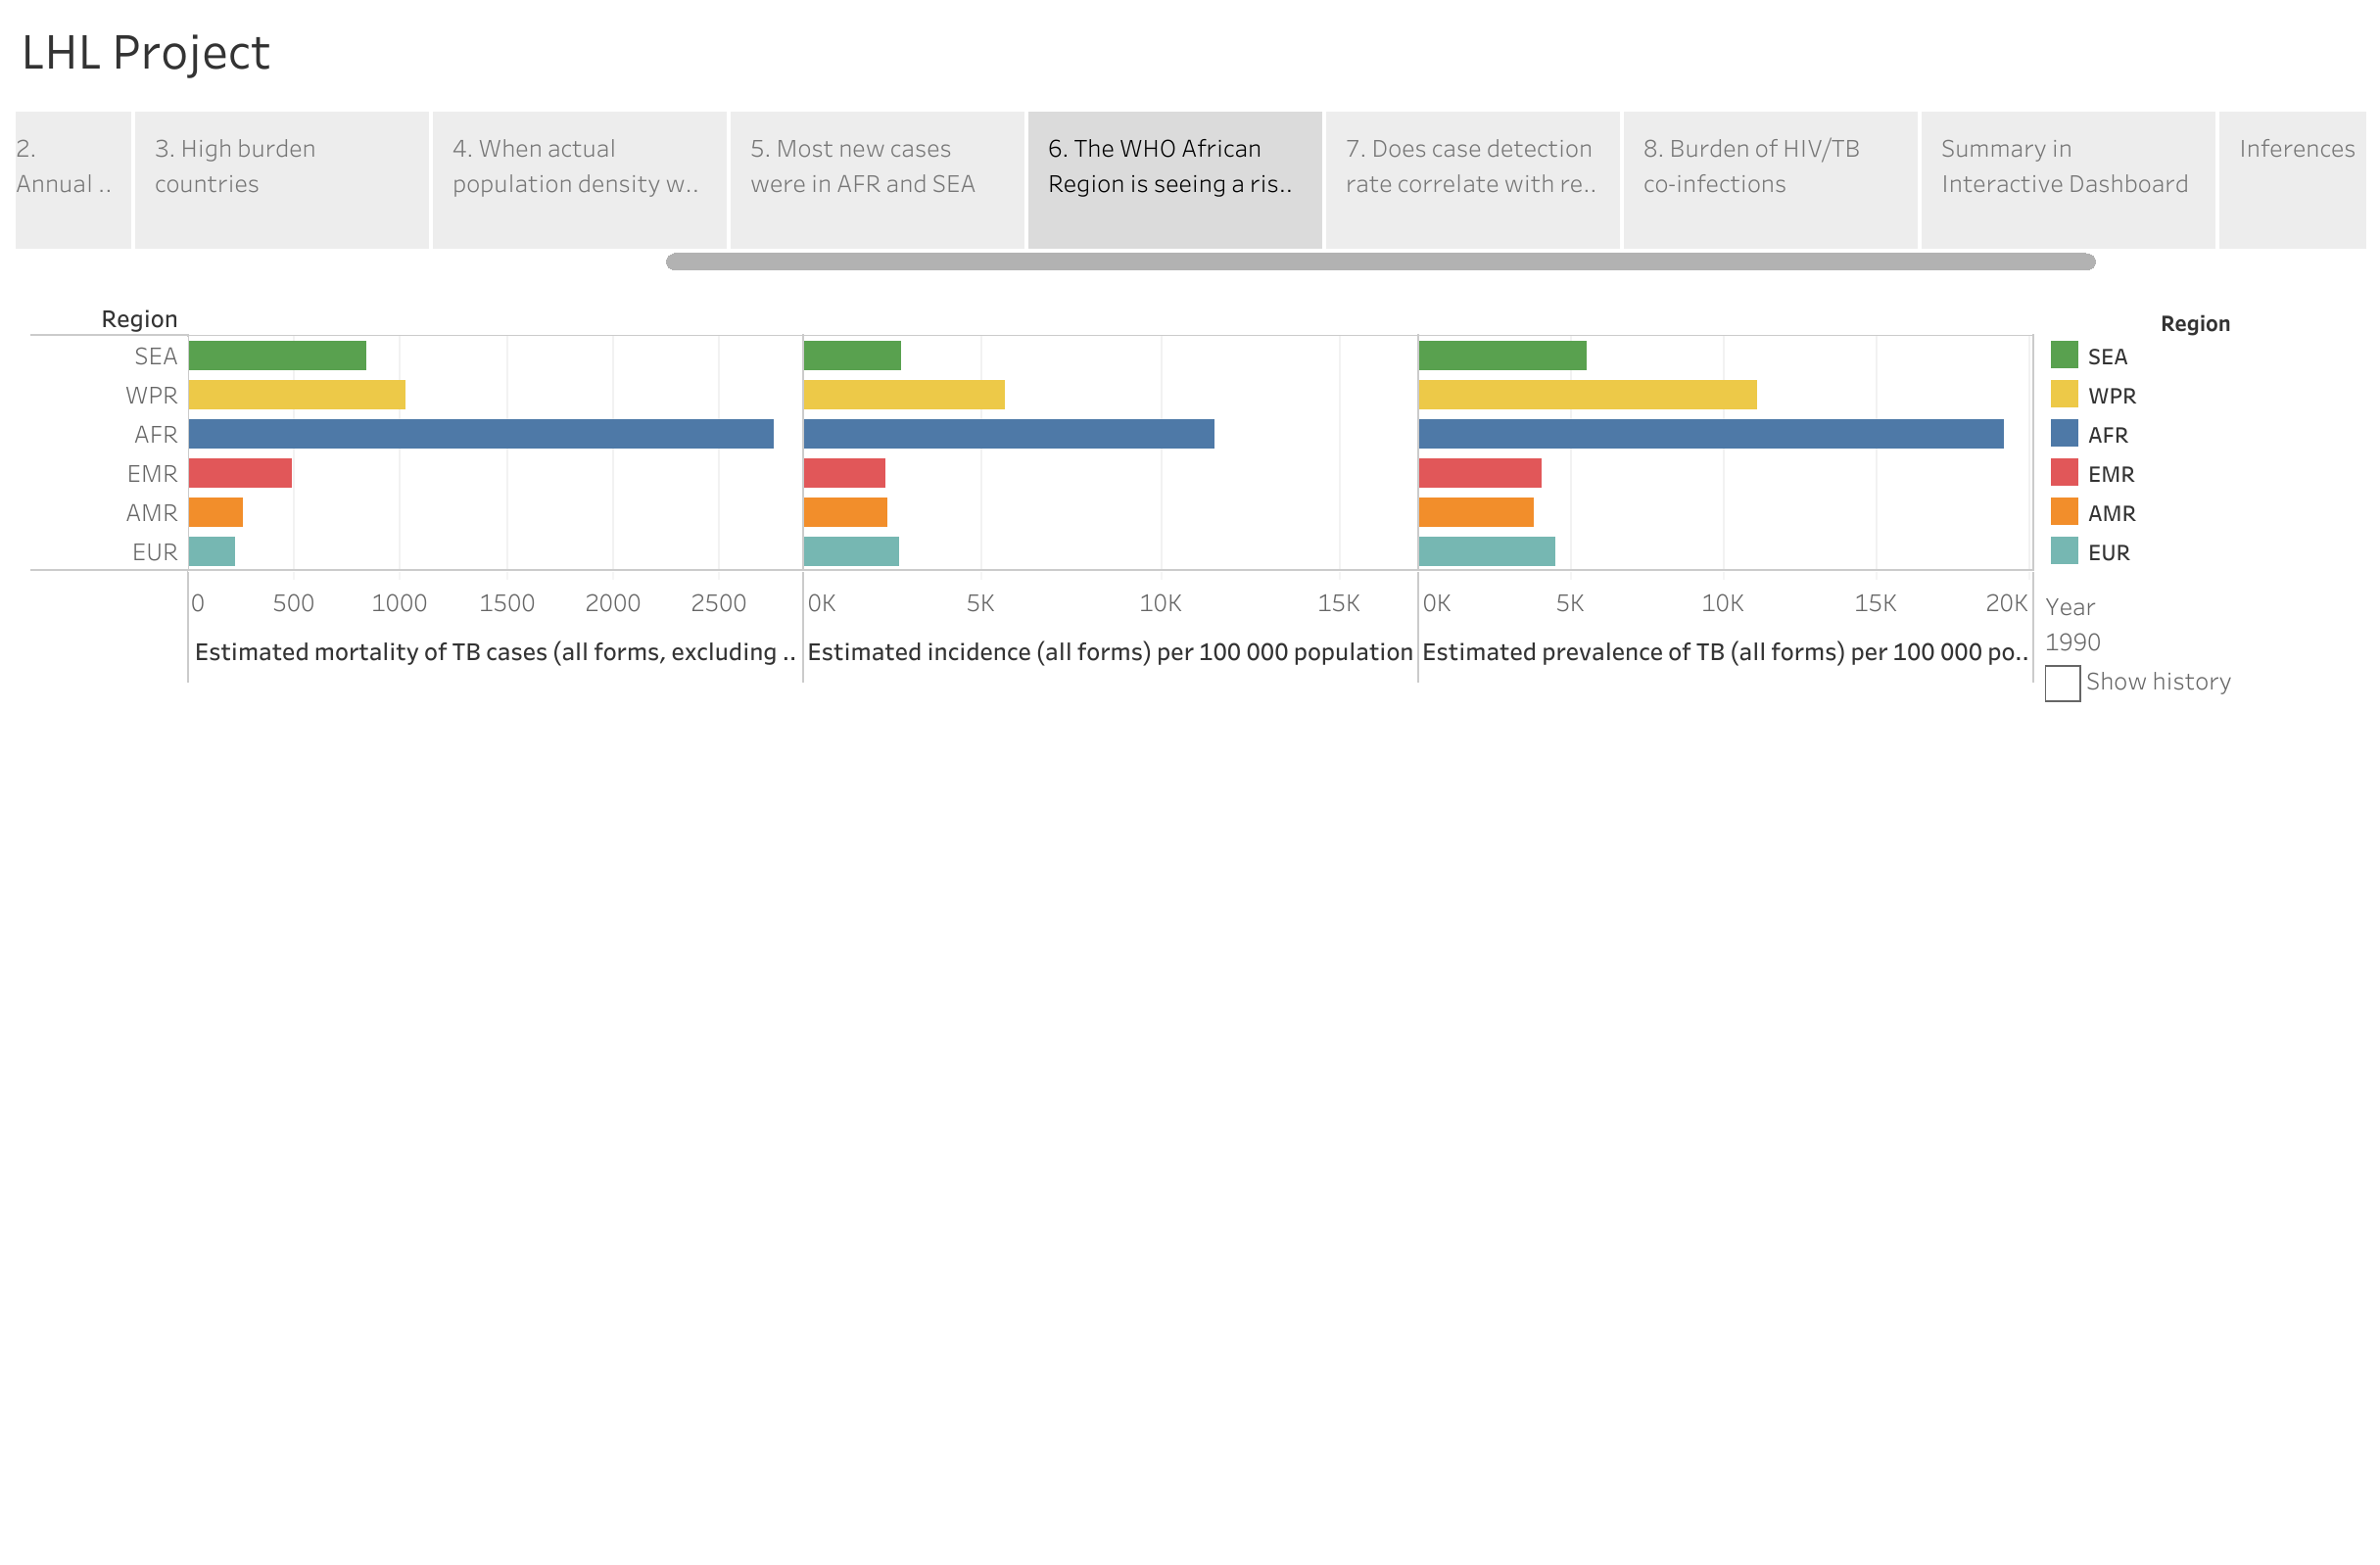 LHL Project
2.
Annual ..
3. High burden
countries
4. When actual
population density w..
5. Most new cases
were in AFR and SEA
6. The WHO African
Region is seeing a ris..
7. Does case detection
rate correlate with re..
8. Burden of HIV/TB
co-infections
Summary in
Interactive Dashboard
Inferences
Region
SEA
WPR
AFR
EMR
AMR
EUR
0 500 1000 1500 2000 2500
Estimated mortality of TB cases (all forms, excluding ..
0K 5K 10K 15K
Estimated incidence (all forms) per 100 000 population
0K 5K 10K 15K 20K
Estimated prevalence of TB (all forms) per 100 000 po..
Region
SEA
WPR
AFR
EMR
AMR
EUR
Year
1990
Show history